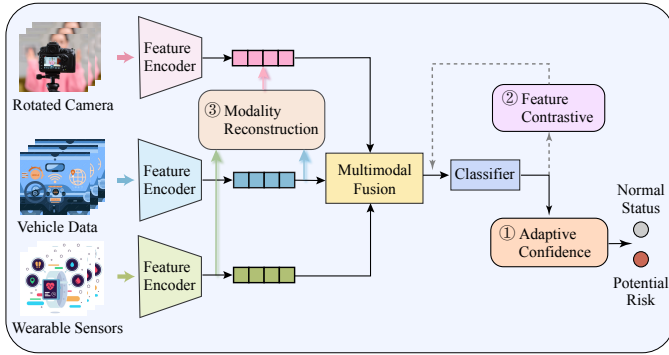 Feature
Encoder
Rotated Camera
③ Modality
Reconstruction
② Feature
Contrastive
Feature
Encoder
Vehicle Data
Multimodal
Fusion
Classifier
Normal
Status
① Adaptive
Confidence
Potential
Risk
Feature
Encoder
Wearable Sensors